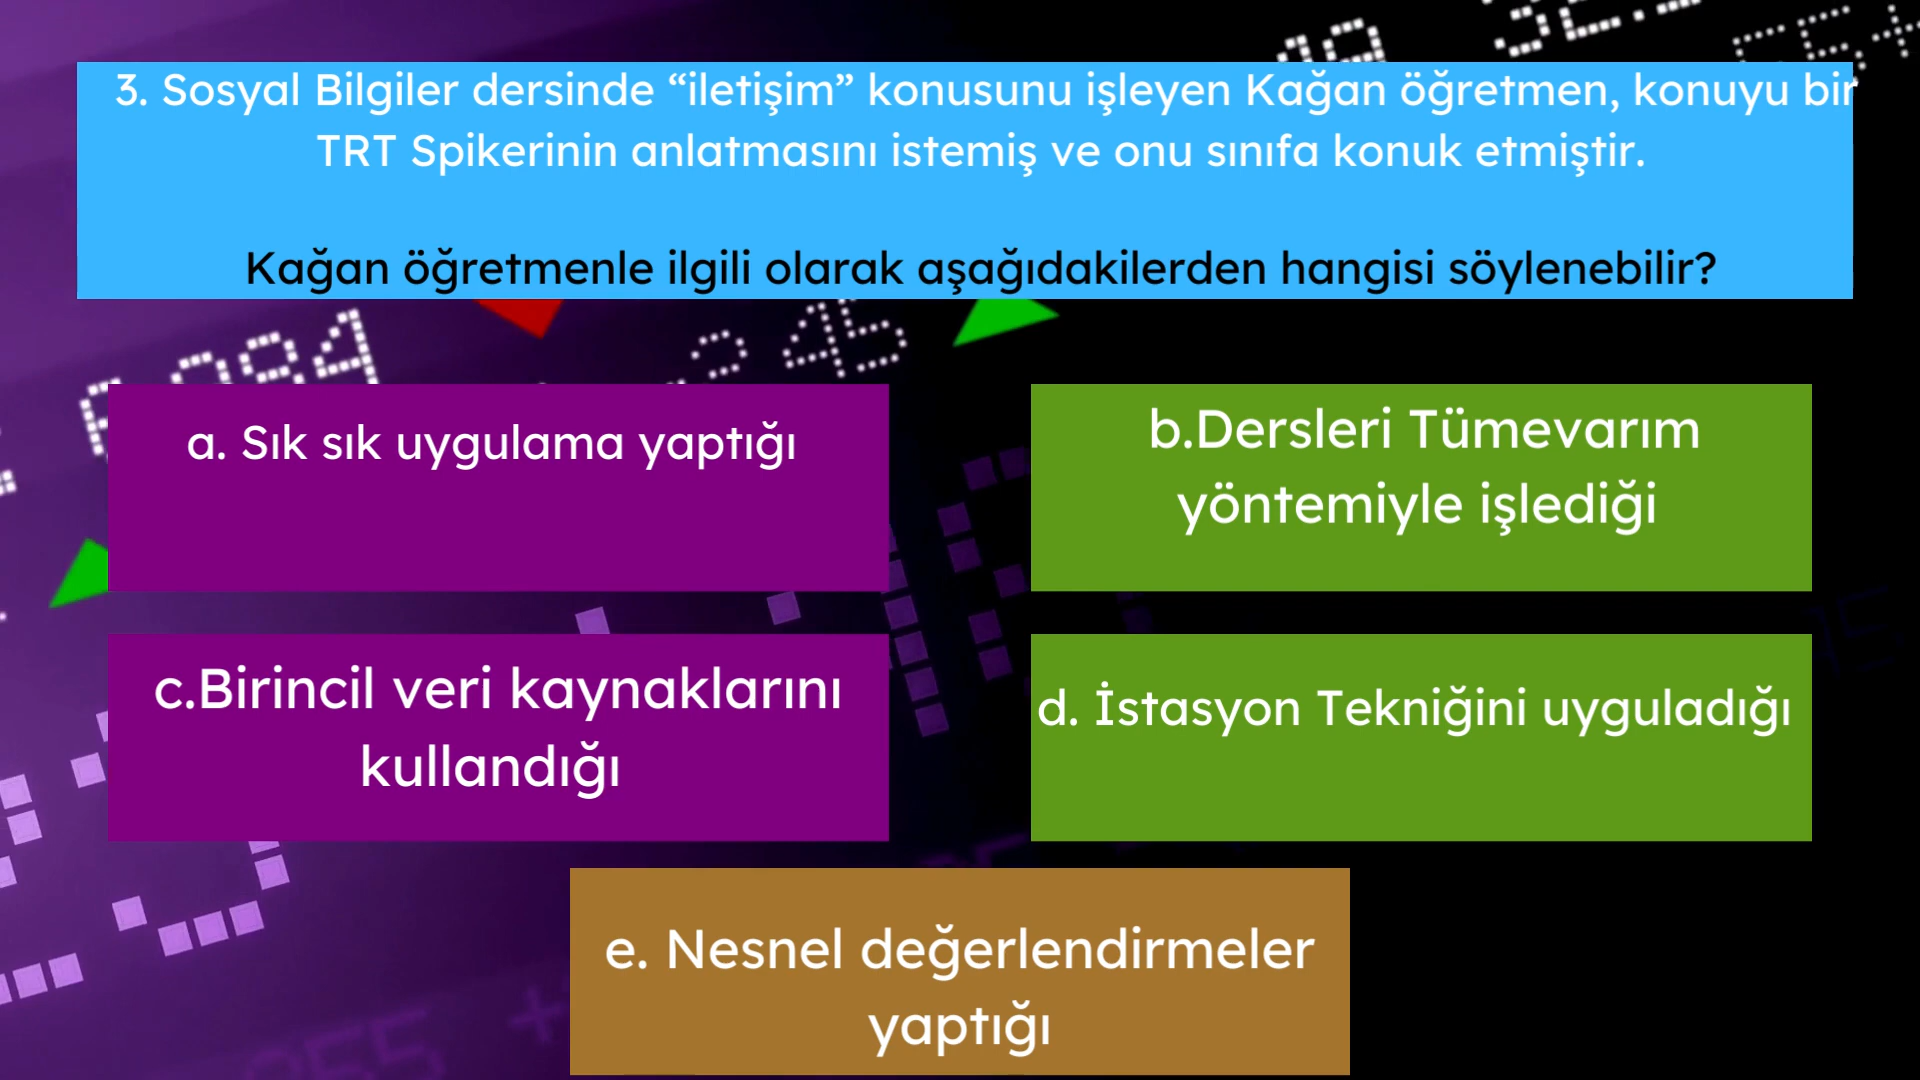 3. Sosyal Bilgiler dersinde “iletişim” konusunu işleyen Kağan öğretmen, konuyu bir
TRT Spikerinin anlatmasını istemiş ve onu sınıfa konuk etmiştir.
Kağan öğretmenle ilgili olarak aşağıdakilerden hangisi söylenebilir?
a. Sık sık uygulama yaptığı
b.Dersleri Tümevarım
yöntemiyle işlediği
c.Birincil veri kaynaklarını
kullandığı
d. İstasyon Tekniğini uyguladığı
e. Nesnel değerlendirmeler
yaptığı